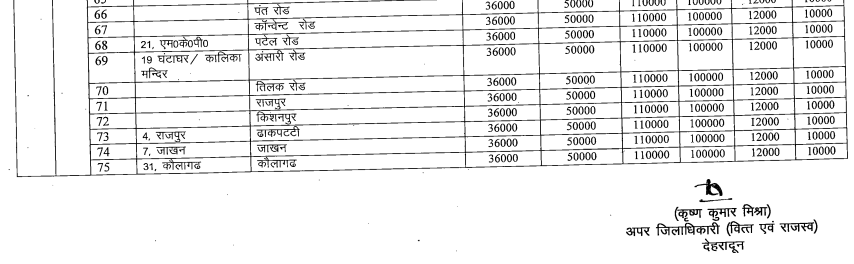 66 पंत रोड 36000 50000 110000 100000 12000 10000
67 कॉन्वेन्ट रोड 36000 50000 110000 100000 12000 10000
68 21, एम0के0पी0 पटेल रोड 36000 50000 110000 100000 12000 10000
69 19 घंटाघर/ कालिका अंसारी रोड 36000 50000 110000 100000 12000 10000
मन्दिर
70 तिलक रोड 36000 50000 110000 100000 12000 10000
71 राजपुर 36000 50000 110000 100000 12000 10000
72 किशनपुर 36000 50000 110000 100000 12000 10000
73 4, राजपुर ढाकपटटी 36000 50000 110000 100000 12000 10000
74 7, जाखन जाखन 36000 50000 110000 100000 12000 10000
75 31, कौलागढ कौलागढ 36000 50000 110000 100000 12000 10000
(कृष्ण कुमार मिश्रा)
अपर जिलाधिकारी (वित्त एवं राजस्व)
देहरादून